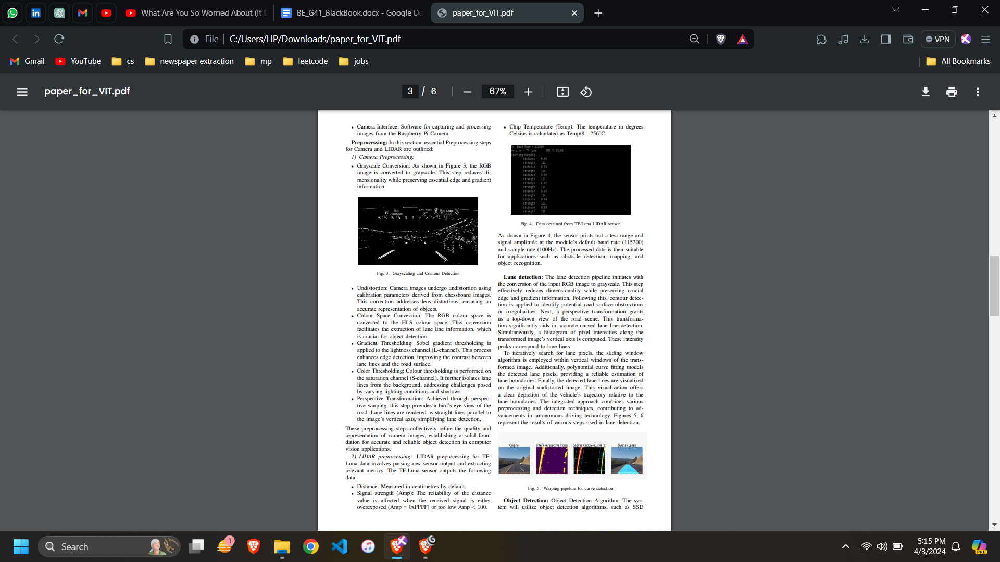 What Are You So Worried About (It D
BE_G41_BlackBook.docx - Google Do
paper_for_VIT.pdf
File
C:/Users/HP/Downloads/paper_for_VIT.pdf
VPN
Gmail
YouTube
cs
newspaper extraction
mp
leetcode
jobs
All Bookmarks
paper_for_VIT.pdf
3 / 6
67%
• Camera Interface: Software for capturing and processing
images from the Raspberry Pi Camera.
Preprocessing: In this section, essential Preprocessing steps
for Camera and LIDAR are outlined:
1) Camera Preprocessing:
• Grayscale Conversion: As shown in Figure 3, the RGB
image is converted to grayscale. This step reduces di-
mensionality while preserving essential edge and gradient
information.
Fig. 3. Grayscaling and Contour Detection
• Undistortion: Camera images undergo undistortion using
calibration parameters derived from chessboard images.
This correction addresses lens distortions, ensuring an
accurate representation of objects.
• Colour Space Conversion: The RGB colour space is
converted to the HLS colour space. This conversion
facilitates the extraction of lane line information, which
is crucial for object detection.
• Gradient Thresholding: Sobel gradient thresholding is
applied to the lightness channel (L-channel). This process
enhances edge detection, improving the contrast between
lane lines and the road surface.
• Color Thresholding: Colour thresholding is performed on
the saturation channel (S-channel). It further isolates lane
lines from the background, addressing challenges posed
by varying lighting conditions and shadows.
• Perspective Transformation: Achieved through perspec-
tive warping, this step provides a bird's-eye view of the
road. Lane lines are rendered as straight lines parallel to
the image's vertical axis, simplifying lane detection.
These preprocessing steps collectively refine the quality and
representation of camera images, establishing a solid foun-
dation for accurate and reliable object detection in computer
vision applications.
2) LIDAR preprocessing: LIDAR preprocessing for TF-
Luna data involves parsing raw sensor output and extracting
relevant metrics. The TF-Luna sensor outputs the following
data:
• Distance: Measured in centimetres by default.
• Signal strength (Amp): The reliability of the distance
value is affected when the received signal is either
overexposed (Amp = 0xFFFF) or too low Amp < 100.
• Chip Temperature (Temp): The temperature in degrees
Celsius is calculated as Temp/8 - 256°C.
Set Baud Rate = 115200
Version - TF-Luna. STD.03.05.01
Starting Ranging...
distance : 0.06
strength : 312
distance : 0.06
strength : 320
distance : 0.06
strength : 317
distance : 0.05
strength : 315
distance : 0.06
strength : 314
distance : 0.04
strength : 322
distance : 0.03
strength : 316
Fig. 4. Data obtained from TF-Luna LIDAR sensor.
As shown in Figure 4, the sensor prints out a test range and
signal amplitude at the module's default baud rate (115200)
and sample rate (100Hz). The processed data is then suitable
for applications such as obstacle detection, mapping, and
object recognition.
Lane detection: The lane detection pipeline initiates with
the conversion of the input RGB image to grayscale. This step
effectively reduces dimensionality while preserving crucial
edge and gradient information. Following this, contour detec-
tion is applied to identify potential road surface obstructions
or irregularities. Next, a perspective transformation grants
us a top-down view of the road scene. This transforma-
tion significantly aids in accurate curved lane line detection.
Simultaneously, a histogram of pixel intensities along the
transformed image's vertical axis is computed. These intensity
peaks correspond to lane lines.
To iteratively search for lane pixels, the sliding window
algorithm is employed within vertical windows of the trans-
formed image. Additionally, polynomial curve fitting models
the detected lane pixels, providing a reliable estimation of
lane boundaries. Finally, the detected lane lines are visualized
on the original undistorted image. This visualization offers
a clear depiction of the vehicle's trajectory relative to the
lane boundaries. The integrated approach combines various
preprocessing and detection techniques, contributing to ad-
vancements in autonomous driving technology. Figures 5, 6
represent the results of various steps used in lane detection.
Original
Filter+Perspective Tform
Sliding window+Curve Fit
Overlay Lanes
Fig. 5. Warping pipeline for curve detection
Object Detection: Object Detection Algorithm: The sys-
tem will utilize object detection algorithms, such as SSD
Search
1
5:15 PM
4/3/2024
PRE